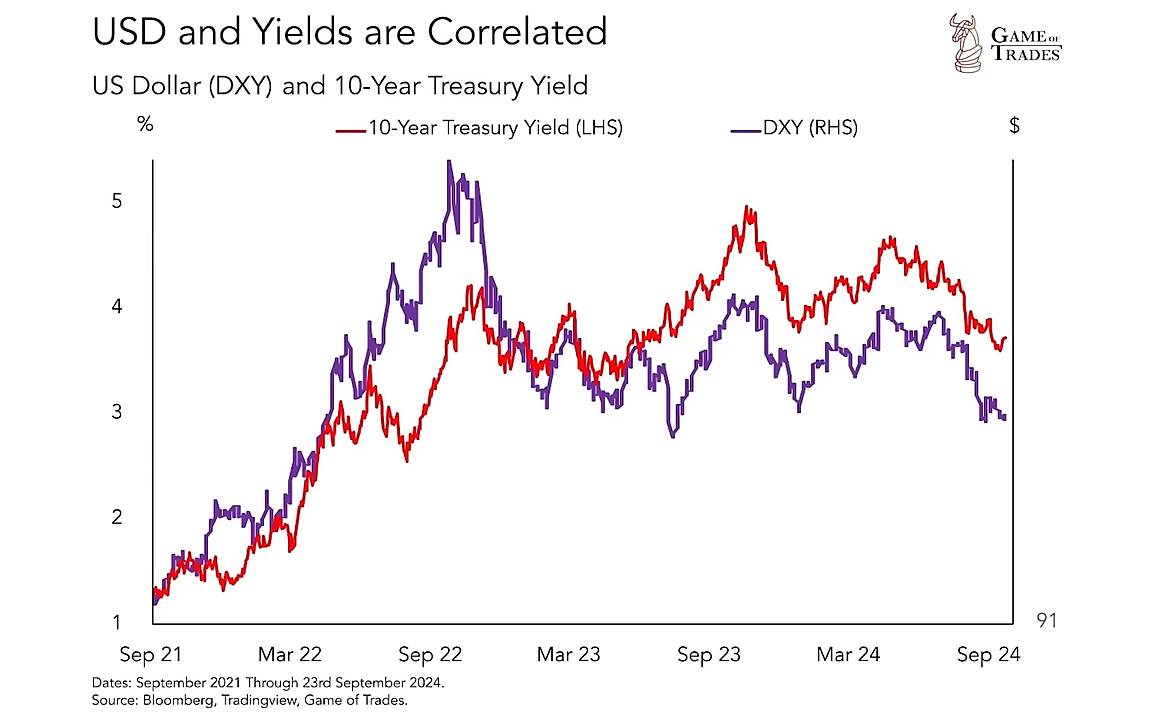 USD and Yields are Correlated
GAME OF
TRADES
US Dollar (DXY) and 10-Year Treasury Yield
% 10-Year Treasury Yield (LHS) DXY (RHS) $
5
4
3
2
1 91
Sep 21 Mar 22 Sep 22 Mar 23 Sep 23 Mar 24 Sep 24
Dates: September 2021 Through 23rd September 2024.
Source: Bloomberg, Tradingview, Game of Trades.